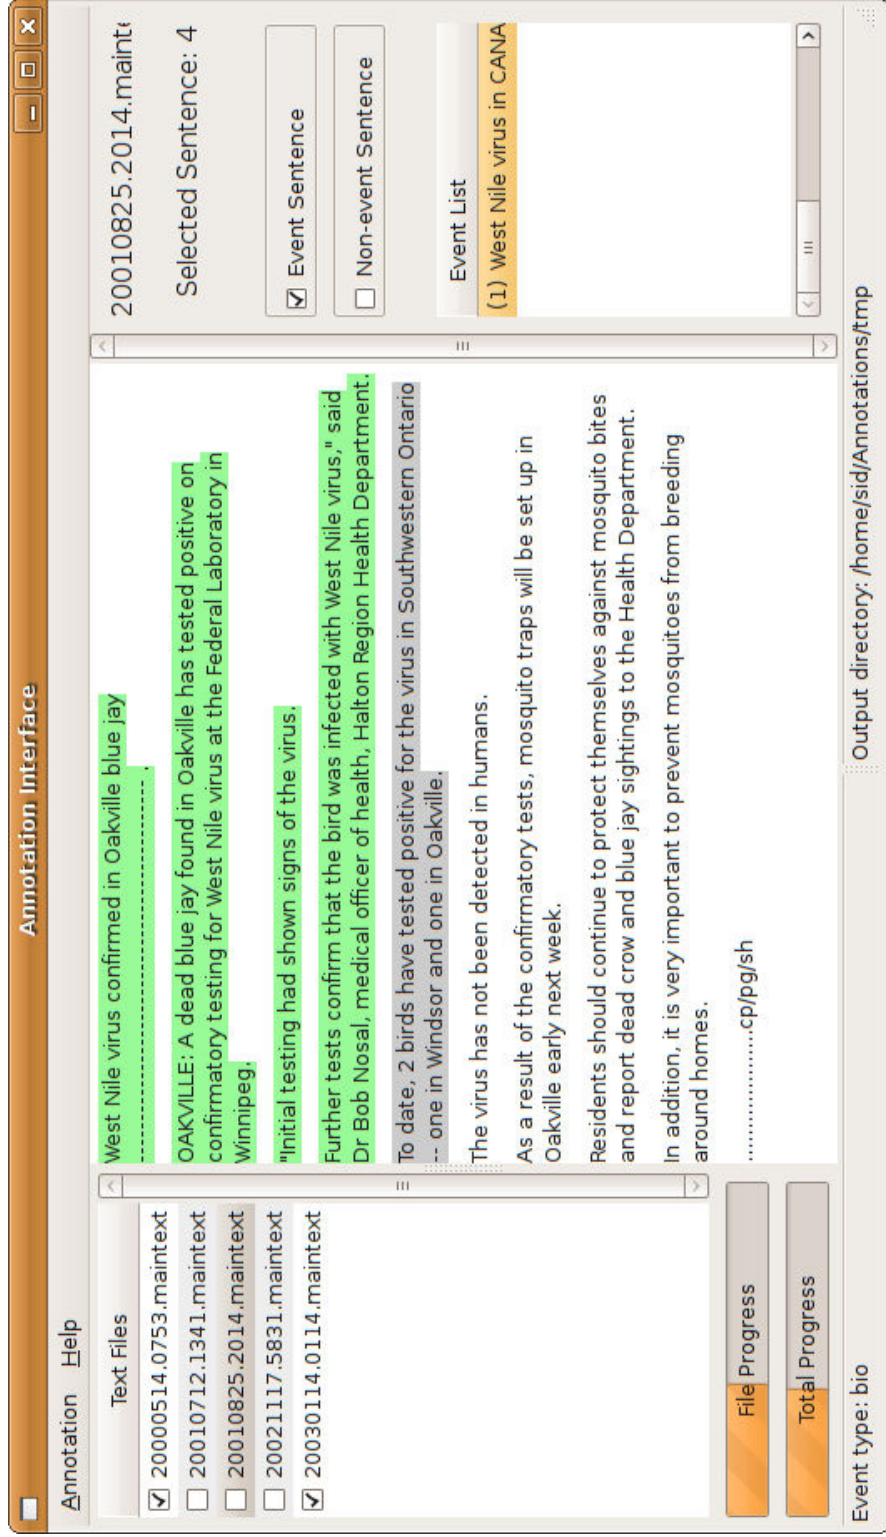 Annotation Interface
Annotation Help
Text Files
20000514.0753.maintext
20010712.1341.maintext
20010825.2014.maintext
20021117.5831.maintext
20030114.0114.maintext
File Progress
Total Progress
West Nile virus confirmed in Oakville blue jay
----------------------------------------------- .
OAKVILLE: A dead blue jay found in Oakville has tested positive on
confirmatory testing for West Nile virus at the Federal Laboratory in
Winnipeg.
"Initial testing had shown signs of the virus.
Further tests confirm that the bird was infected with West Nile virus," said
Dr Bob Nosal, medical officer of health, Halton Region Health Department.
To date, 2 birds have tested positive for the virus in Southwestern Ontario
-- one in Windsor and one in Oakville.
The virus has not been detected in humans.
As a result of the confirmatory tests, mosquito traps will be set up in
Oakville early next week.
Residents should continue to protect themselves against mosquito bites
and report dead crow and blue jay sightings to the Health Department.
In addition, it is very important to prevent mosquitoes from breeding
around homes.
......................cp/pg/sh
20010825.2014.mainte
Selected Sentence: 4
Event Sentence
Non-event Sentence
Event List
(1) West Nile virus in CANA
Event type: bio
Output directory: /home/sid/Annotations/tmp